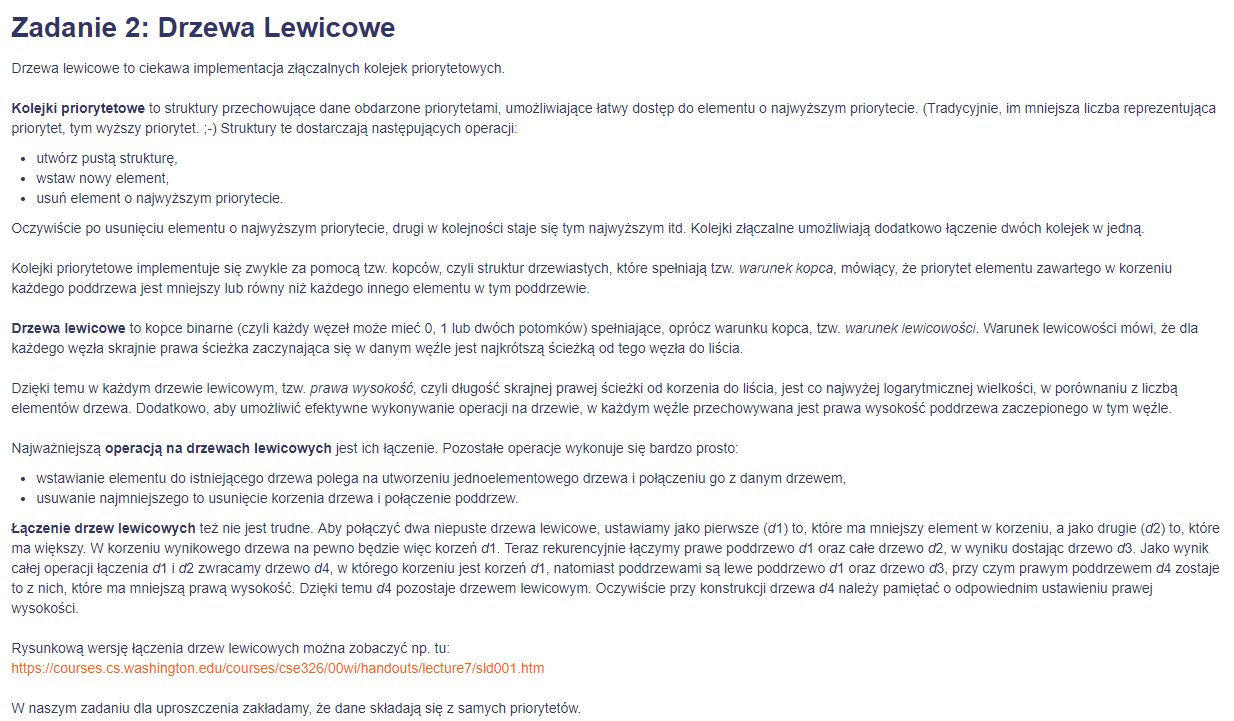 Zadanie 2: Drzewa Lewicowe
Drzewa lewicowe to ciekawa implementacja złączalnych kolejek priorytetowych.
Kolejki priorytetowe to struktury przechowujące dane obdarzone priorytetami, umożliwiające łatwy dostęp do elementu o najwyższym priorytecie. (Tradycyjnie, im mniejsza liczba reprezentująca
priorytet, tym wyższy priorytet. ;-) Struktury te dostarczają następujących operacji:
• utwórz pustą strukturę,
• wstaw nowy element,
• usuń element o najwyższym priorytecie.
Oczywiście po usunięciu elementu o najwyższym priorytecie, drugi w kolejności staje się tym najwyższym itd. Kolejki złączalne umożliwiają dodatkowo łączenie dwóch kolejek w jedną.
Kolejki priorytetowe implementuje się zwykle za pomocą tzw. kopców, czyli struktur drzewiastych, które spełniają tzw. warunek kopca, mówiący, że priorytet elementu zawartego w korzeniu
każdego poddrzewa jest mniejszy lub równy niż każdego innego elementu w tym poddrzewie.
Drzewa lewicowe to kopce binarne (czyli każdy węzeł może mieć 0, 1 lub dwóch potomków) spełniające, oprócz warunku kopca, tzw. warunek lewicowości. Warunek lewicowości mówi, że dla
każdego węzła skrajnie prawa ścieżka zaczynająca się w danym węźle jest najkrótszą ścieżką od tego węzła do liścia.
Dzięki temu w każdym drzewie lewicowym, tzw. prawa wysokość, czyli długość skrajnej prawej ścieżki od korzenia do liścia, jest co najwyżej logarytmicznej wielkości, w porównaniu z liczbą
elementów drzewa. Dodatkowo, aby umożliwić efektywne wykonywanie operacji na drzewie, w każdym węźle przechowywana jest prawa wysokość poddrzewa zaczepionego w tym węźle.
Najważniejszą operacją na drzewach lewicowych jest ich łączenie. Pozostałe operacje wykonuje się bardzo prosto:
• wstawianie elementu do istniejącego drzewa polega na utworzeniu jednoelementowego drzewa i połączeniu go z danym drzewem,
• usuwanie najmniejszego to usunięcie korzenia drzewa i połączenie poddrzew.
Łączenie drzew lewicowych też nie jest trudne. Aby połączyć dwa niepuste drzewa lewicowe, ustawiamy jako pierwsze (d1) to, które ma mniejszy element w korzeniu, a jako drugie (d2) to, które
ma większy. W korzeniu wynikowego drzewa na pewno będzie więc korzeń d1. Teraz rekurencyjnie łączymy prawe poddrzewo d1 oraz całe drzewo d2, w wyniku dostając drzewo d3. Jako wynik
całej operacji łączenia d1 i d2 zwracamy drzewo d4, w którego korzeniu jest korzeń d1, natomiast poddrzewami są lewe poddrzewo d1 oraz drzewo d3, przy czym prawym poddrzewem d4 zostaje
to z nich, które ma mniejszą prawą wysokość. Dzięki temu d4 pozostaje drzewem lewicowym. Oczywiście przy konstrukcji drzewa d4 należy pamiętać o odpowiednim ustawieniu prawej
wysokości.
Rysunkową wersję łączenia drzew lewicowych można zobaczyć np. tu:
https://courses.cs.washington.edu/courses/cse326/00wi/handouts/lecture7/sld001.htm
W naszym zadaniu dla uproszczenia zakładamy, że dane składają się z samych priorytetów.